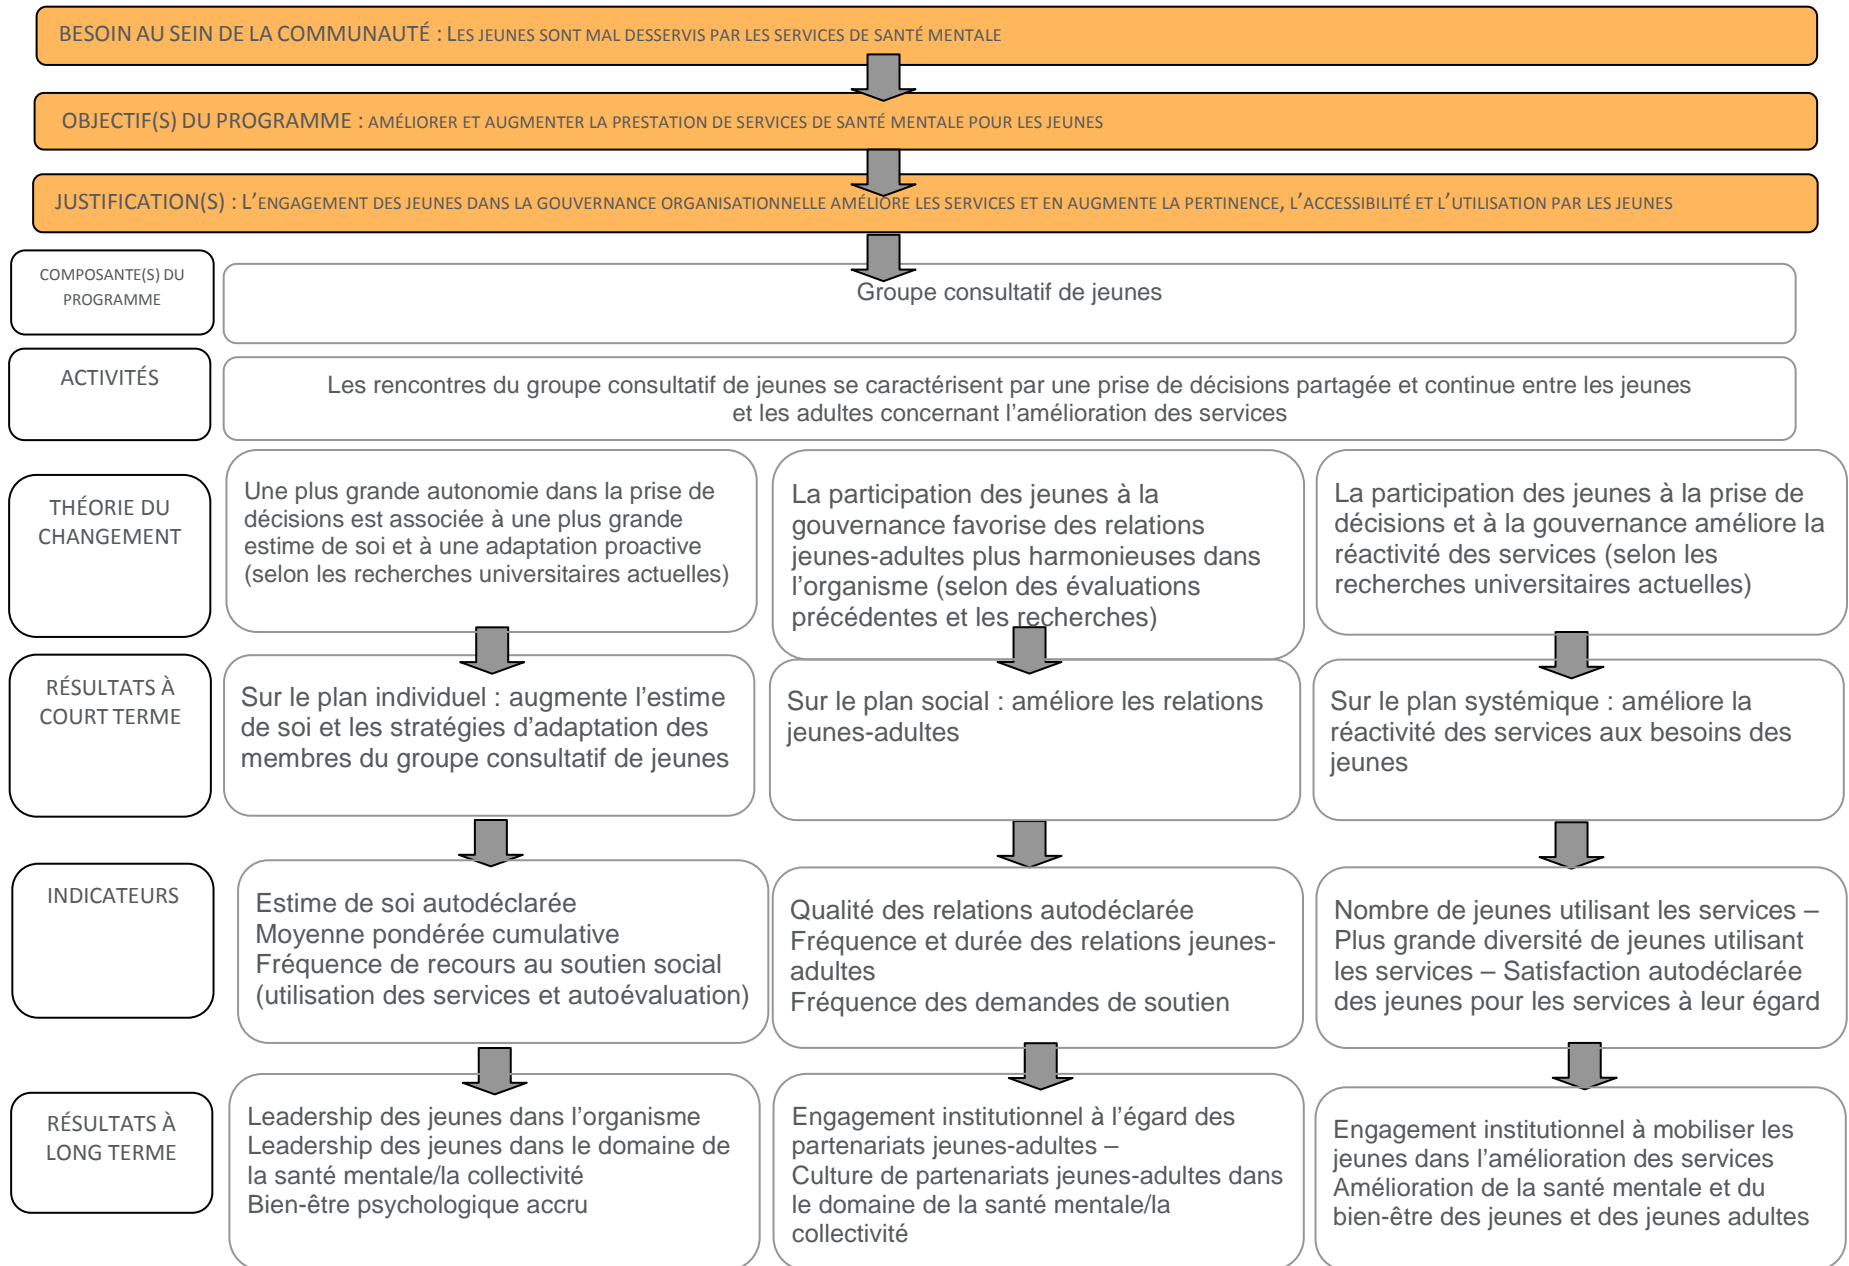 BESOIN AU SEIN DE LA COMMUNAUTÉ : LES JEUNES SONT MAL DESSERVIS PAR LES SERVICES DE SANTÉ MENTALE
OBJECTIF(S) DU PROGRAMME : AMÉLIORER ET AUGMENTER LA PRESTATION DE SERVICES DE SANTÉ MENTALE POUR LES JEUNES
JUSTIFICATION(S) : L'ENGAGEMENT DES JEUNES DANS LA GOUVERNANCE ORGANISATIONNELLE AMÉLIORE LES SERVICES ET EN AUGMENTE LA PERTINENCE, L'ACCESSIBILITÉ ET L'UTILISATION PAR LES JEUNES
COMPOSANTE(S) DU
PROGRAMME
Groupe consultatif de jeunes
ACTIVITÉS
Les rencontres du groupe consultatif de jeunes se caractérisent par une prise de décisions partagée et continue entre les jeunes
et les adultes concernant l'amélioration des services
THÉORIE DU
CHANGEMENT
Une plus grande autonomie dans la prise de
décisions est associée à une plus grande
estime de soi et à une adaptation proactive
(selon les recherches universitaires actuelles)
La participation des jeunes à la
gouvernance favorise des relations
jeunes-adultes plus harmonieuses dans
l'organisme (selon des évaluations
précédentes et les recherches)
La participation des jeunes à la prise de
décisions et à la gouvernance améliore la
réactivité des services (selon les
recherches universitaires actuelles)
RÉSULTATS À
COURT TERME
Sur le plan individuel : augmente l'estime
de soi et les stratégies d'adaptation des
membres du groupe consultatif de jeunes
Sur le plan social : améliore les relations
jeunes-adultes
Sur le plan systémique : améliore la
réactivité des services aux besoins des
jeunes
INDICATEURS
Estime de soi autodéclarée
Moyenne pondérée cumulative
Fréquence de recours au soutien social
(utilisation des services et autoévaluation)
Qualité des relations autodéclarée
Fréquence et durée des relations jeunes-
adultes
Fréquence des demandes de soutien
Nombre de jeunes utilisant les services –
Plus grande diversité de jeunes utilisant
les services – Satisfaction autodéclarée
des jeunes pour les services à leur égard
RÉSULTATS À
LONG TERME
Leadership des jeunes dans l'organisme
Leadership des jeunes dans le domaine de
la santé mentale/la collectivité
Bien-être psychologique accru
Engagement institutionnel à l'égard des
partenariats jeunes-adultes –
Culture de partenariats jeunes-adultes dans
le domaine de la santé mentale/la
collectivité
Engagement institutionnel à mobiliser les
jeunes dans l'amélioration des services
Amélioration de la santé mentale et du
bien-être des jeunes et des jeunes adultes